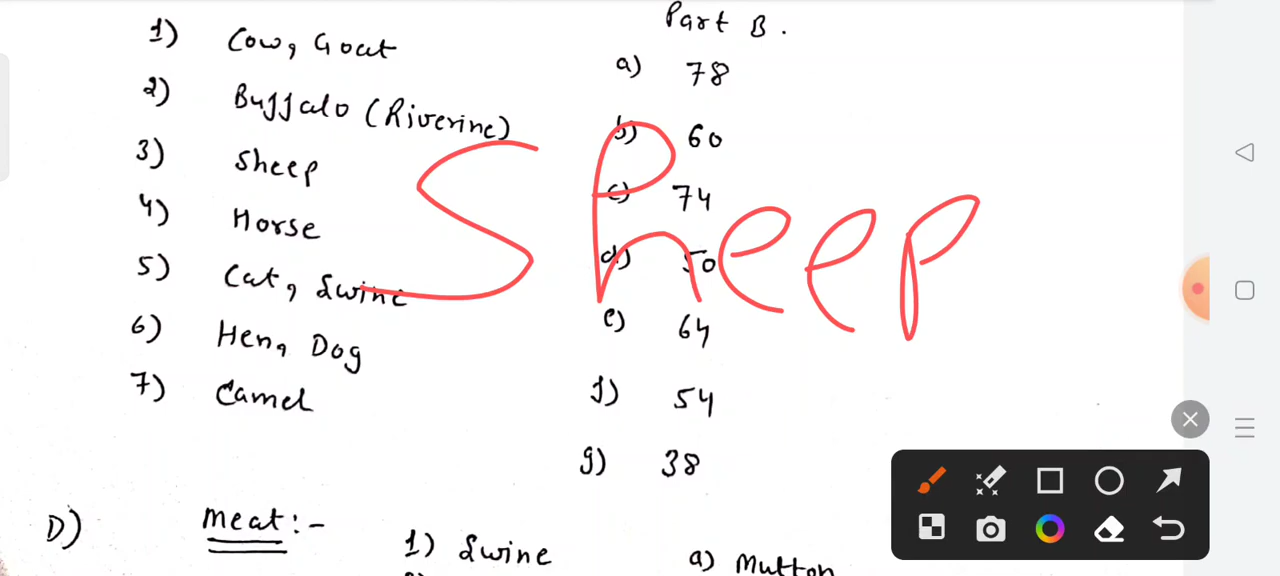 Part B.
1) Cow, Goat
a) 78
2) Buffalo (Riverine)
b) 60
3) Sheep
c) 74
4) Horse
d) 50
5) Cat, Swine
e) 64
6) Hen, Dog
f) 54
7) Camel
g) 38
Sheep
D) Meat:-
1) Swine
a) Mutton